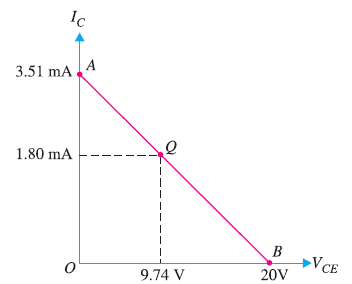 I_C
3.51 mA A
1.80 mA Q
B
O 9.74 V 20V V_CE